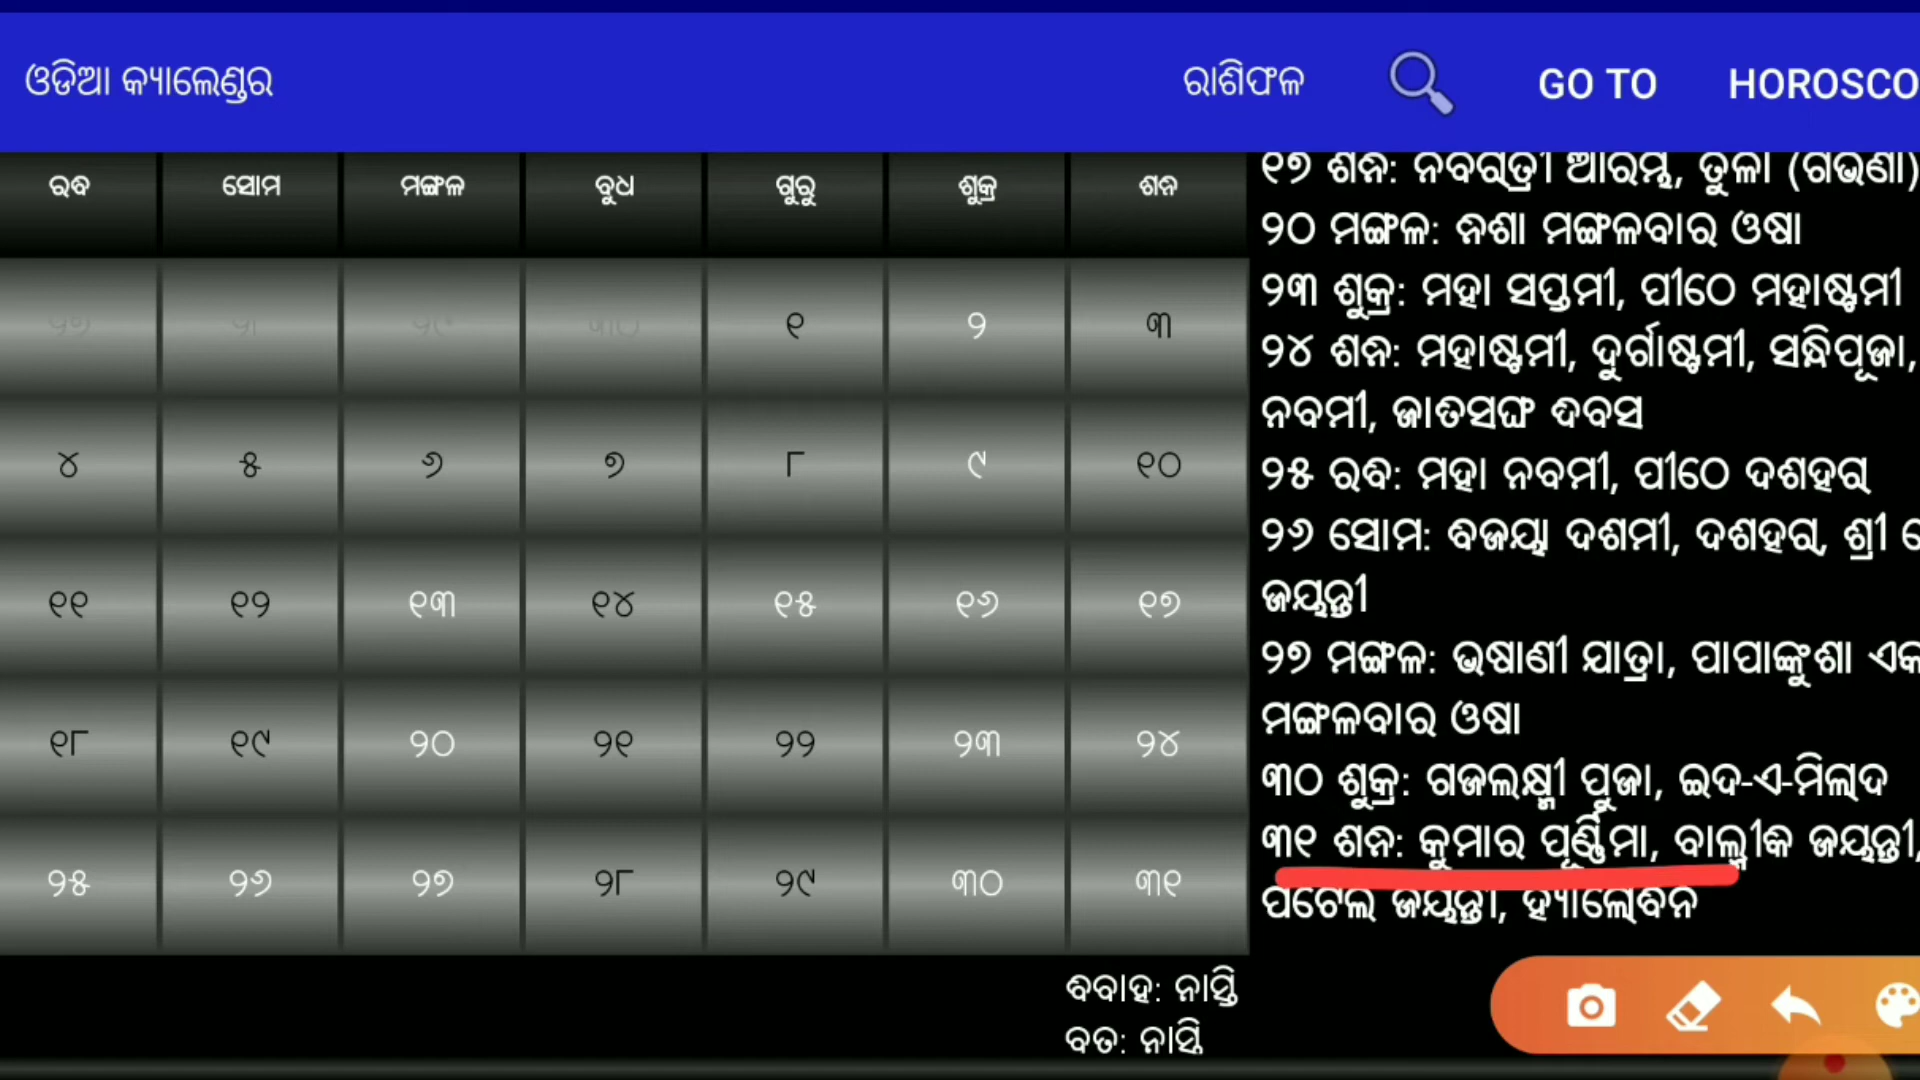 ଓଡିଆ କ୍ୟାଲେଣ୍ଡର
ରାଶିଫଳ
GO TO
HOROSCO
ରବି ସୋମ ମଙ୍ଗଳ ବୁଧ ଗୁରୁ ଶୁକ୍ର ଶନି
୩୦ ୧ ୨ ୩
୪ ୫ ୬ ୭ ୮ ୯ ୧୦
୧୧ ୧୨ ୧୩ ୧୪ ୧୫ ୧୬ ୧୭
୧୮ ୧୯ ୨୦ ୨୧ ୨୨ ୨୩ ୨୪
୨୫ ୨୬ ୨୭ ୨୮ ୨୯ ୩୦ ୩୧
୧୭ ଶନି: ନବରାତ୍ରୀ ଆରମ୍ଭ, ତୁଳା (ଗର୍ଭଣା)
୨୦ ମଙ୍ଗଳ: ନିଶା ମଙ୍ଗଳବାର ଓଷା
୨୩ ଶୁକ୍ର: ମହା ସପ୍ତମୀ, ପୀଠେ ମହାଷ୍ଟମୀ
୨୪ ଶନି: ମହାଷ୍ଟମୀ, ଦୁର୍ଗାଷ୍ଟମୀ, ସନ୍ଧିପୂଜା,
ନବମୀ, ଜାତିସଙ୍ଘ ଦିବସ
୨୫ ରବି: ମହା ନବମୀ, ପୀଠେ ଦଶହରା
୨୬ ସୋମ: ବିଜୟା ଦଶମୀ, ଦଶହରା, ଶ୍ରୀ
ଜୟନ୍ତୀ
୨୭ ମଙ୍ଗଳ: ଭଷାଣୀ ଯାତ୍ରା, ପାପାଙ୍କୁଶା ଏକ
ମଙ୍ଗଳବାର ଓଷା
୩୦ ଶୁକ୍ର: ଗଜଲକ୍ଷ୍ମୀ ପୁଜା, ଇଦ-ଏ-ମିଲାଦ
୩୧ ଶନି: କୁମାର ପୂର୍ଣ୍ଣିମା, ବାଲ୍ମୀକି ଜୟନ୍ତୀ,
ପଟେଲ ଜୟନ୍ତୀ, ହ୍ୟାଲୋବିନ
ବିବାହ: ନାସ୍ତି
ବ୍ରତ: ନାସ୍ତି